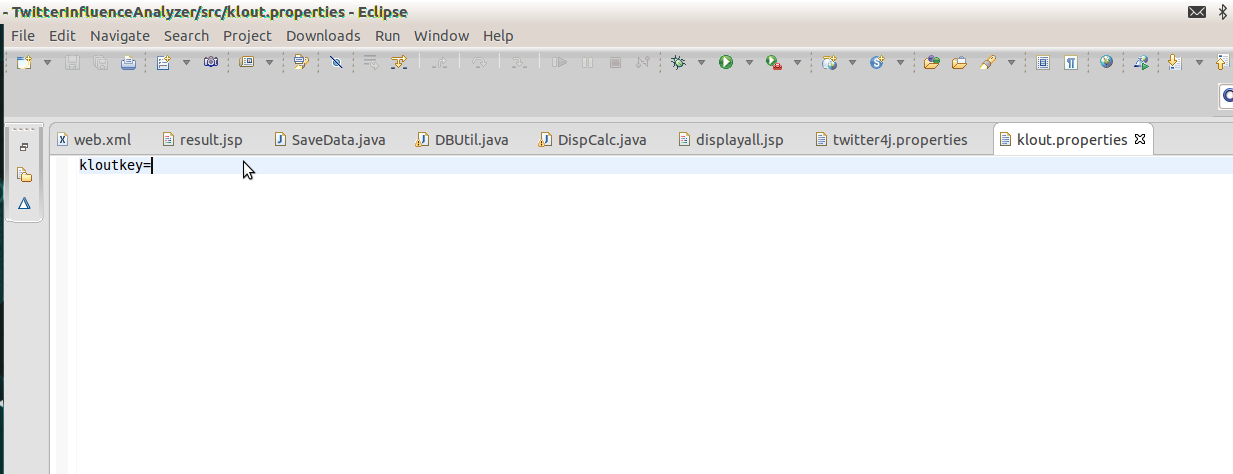 - TwitterInfluenceAnalyzer/src/klout.properties - Eclipse
File Edit Navigate Search Project Downloads Run Window Help
web.xml result.jsp SaveData.java DBUtil.java DispCalc.java displayall.jsp twitter4j.properties klout.properties
kloutkey=